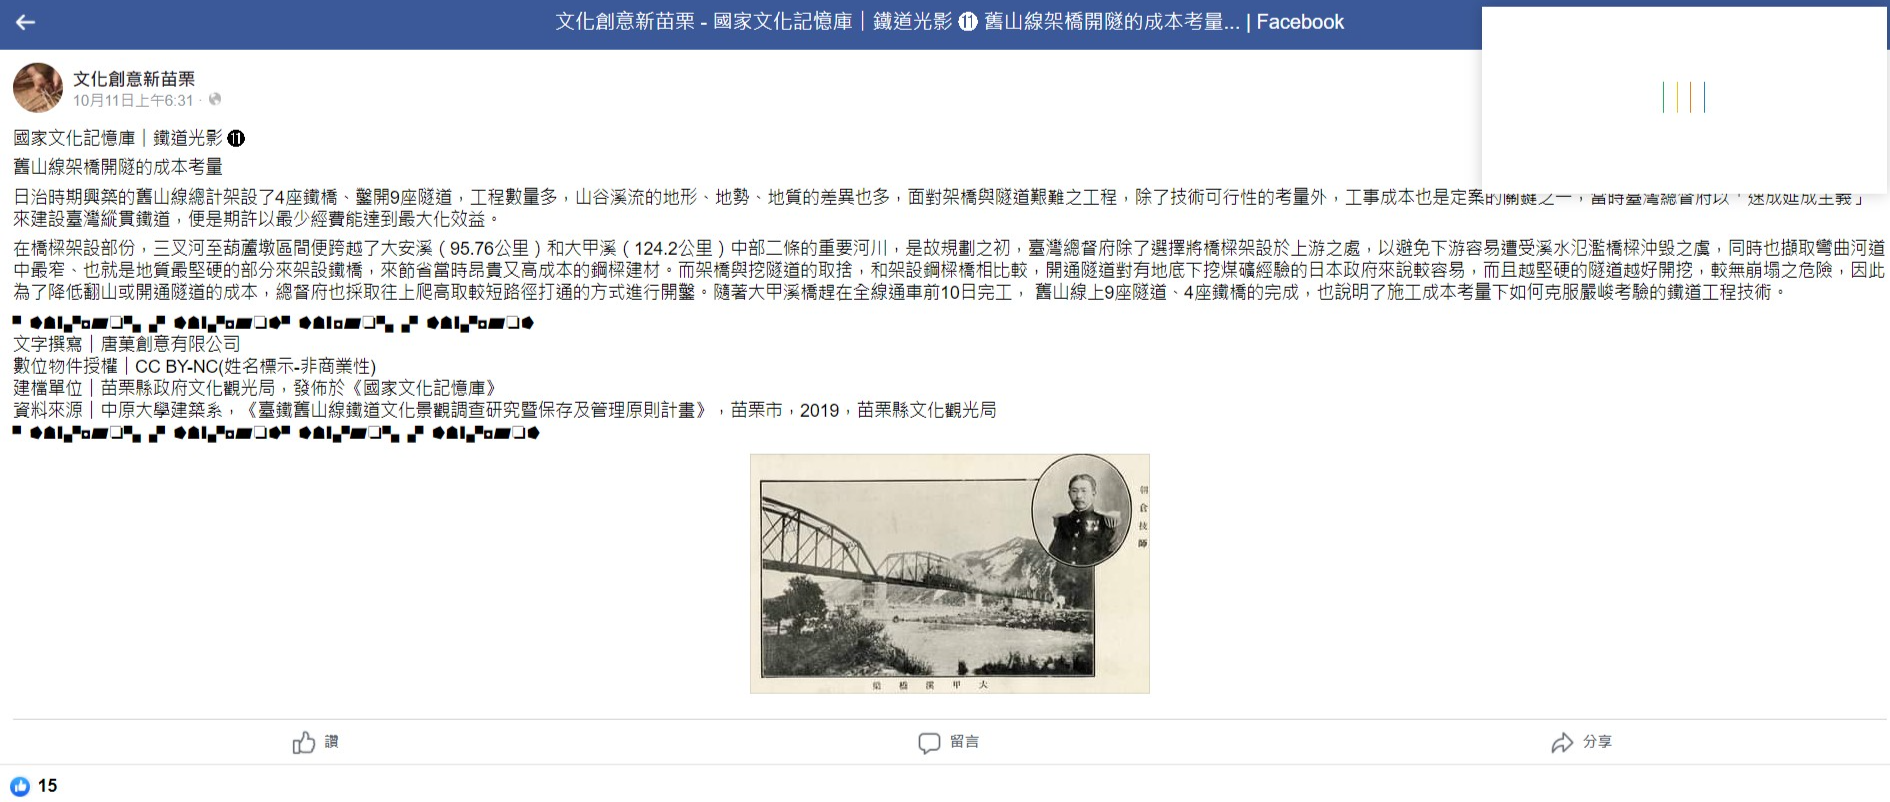 文化創意新苗栗 - 國家文化記憶庫｜鐵道光影 ⓫ 舊山線架橋開隧的成本考量... | Facebook
文化創意新苗栗
10月11日上午6:31 ·
國家文化記憶庫｜鐵道光影 ⓫
舊山線架橋開隧的成本考量
日治時期興築的舊山線總計架設了4座鐵橋、鑿開9座隧道，工程數量多，山谷溪流的地形、地勢、地質的差異也多，面對架橋與隧道艱難之工程，除了技術可行性的考量外，工事成本也是定案的關鍵之一，當時臺灣總督府以「速成延成主義」
來建設臺灣縱貫鐵道，便是期許以最少經費能達到最大化效益。
在橋樑架設部份，三叉河至葫蘆墩區間便跨越了大安溪（95.76公里）和大甲溪（124.2公里）中部二條的重要河川，是故規劃之初，臺灣總督府除了選擇將橋樑架設於上游之處，以避免下游容易遭受溪水氾濫橋樑沖毀之虞，同時也擷取彎曲河道
中最窄、也就是地質最堅硬的部分來架設鐵橋，來節省當時昂貴又高成本的鋼樑建材。而架橋與挖隧道的取捨，和架設鋼樑橋相比較，開通隧道對有地底下挖煤礦經驗的日本政府來說較容易，而且越堅硬的隧道越好開挖，較無崩塌之危險，因此
為了降低翻山或開通隧道的成本，總督府也採取往上爬高取較短路徑打通的方式進行開鑿。隨著大甲溪橋趕在全線通車前10日完工， 舊山線上9座隧道、4座鐵橋的完成，也說明了施工成本考量下如何克服嚴峻考驗的鐵道工程技術。
文字撰寫｜唐菓創意有限公司
數位物件授權｜CC BY-NC(姓名標示-非商業性)
建檔單位｜苗栗縣政府文化觀光局，發佈於《國家文化記憶庫》
資料來源｜中原大學建築系，《臺鐵舊山線鐵道文化景觀調查研究暨保存及管理原則計畫》，苗栗市，2019，苗栗縣文化觀光局
朝倉技師
梁橋溪甲大
讚
留言
分享
15